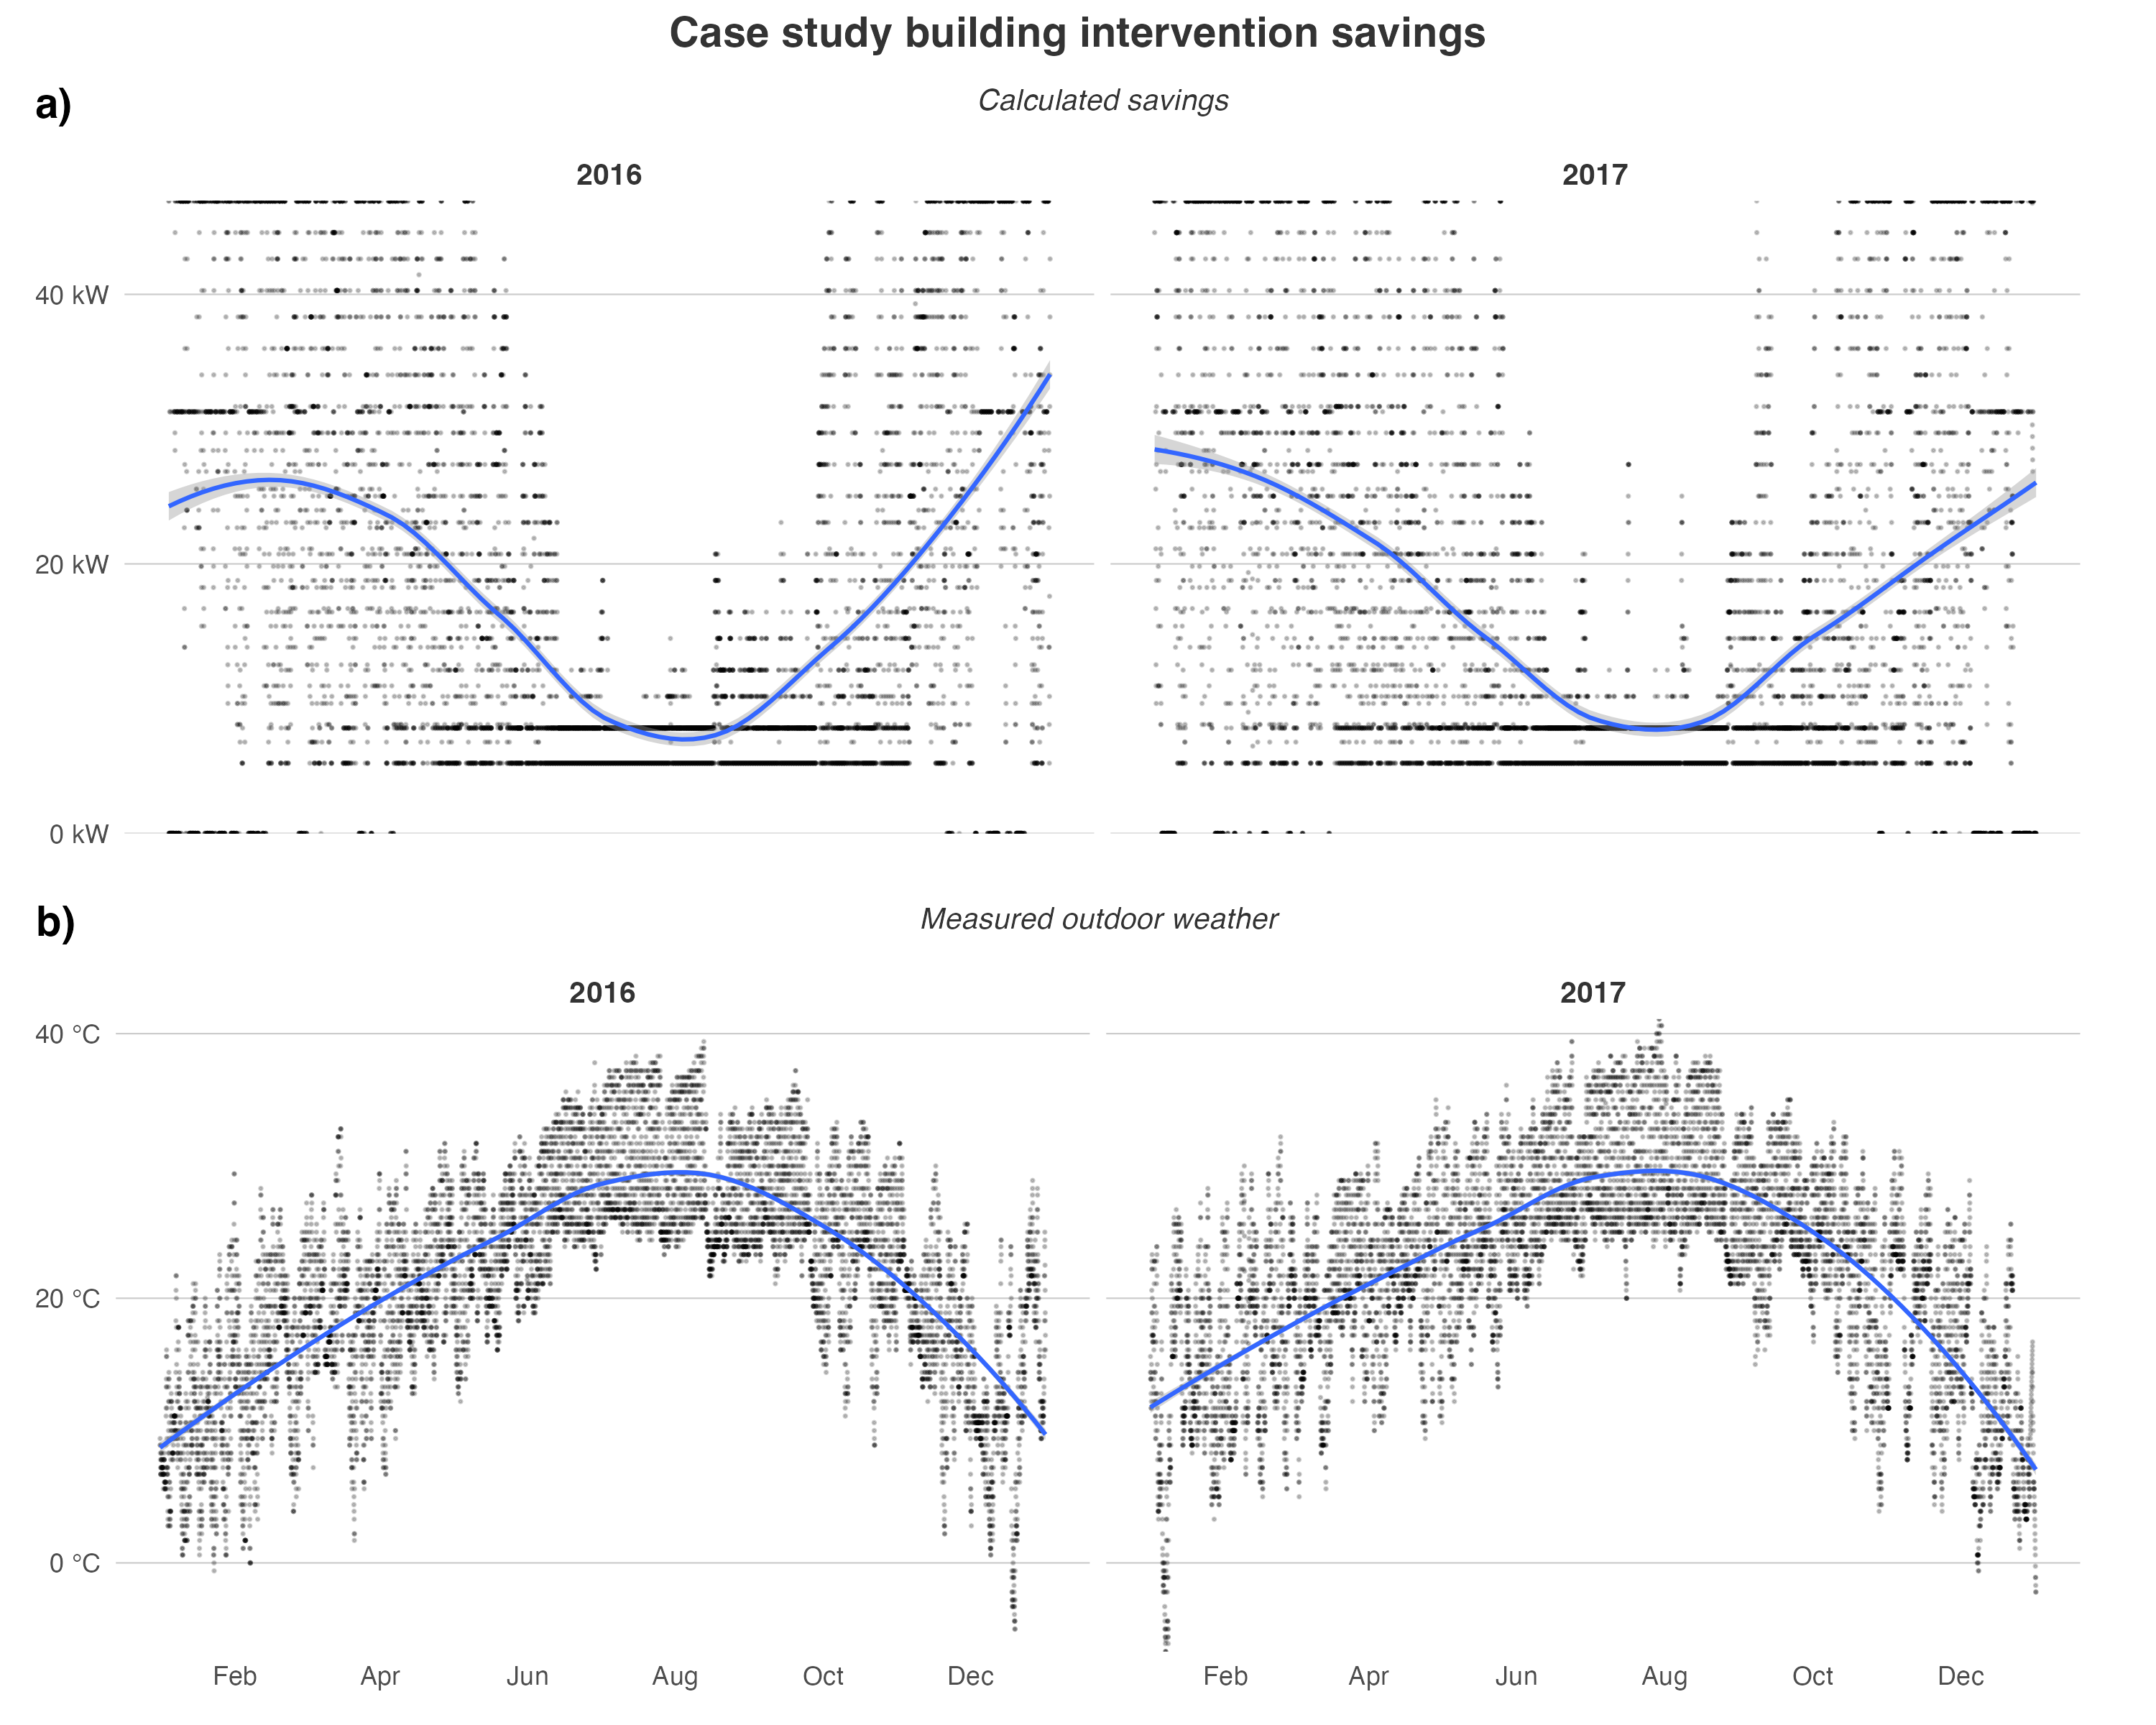 Case study building intervention savings
a)
Calculated savings
2016 2017
40 kW
20 kW
0 kW
b)
Measured outdoor weather
2016 2017
40 °C
20 °C
0 °C
Feb Apr Jun Aug Oct Dec Feb Apr Jun Aug Oct Dec